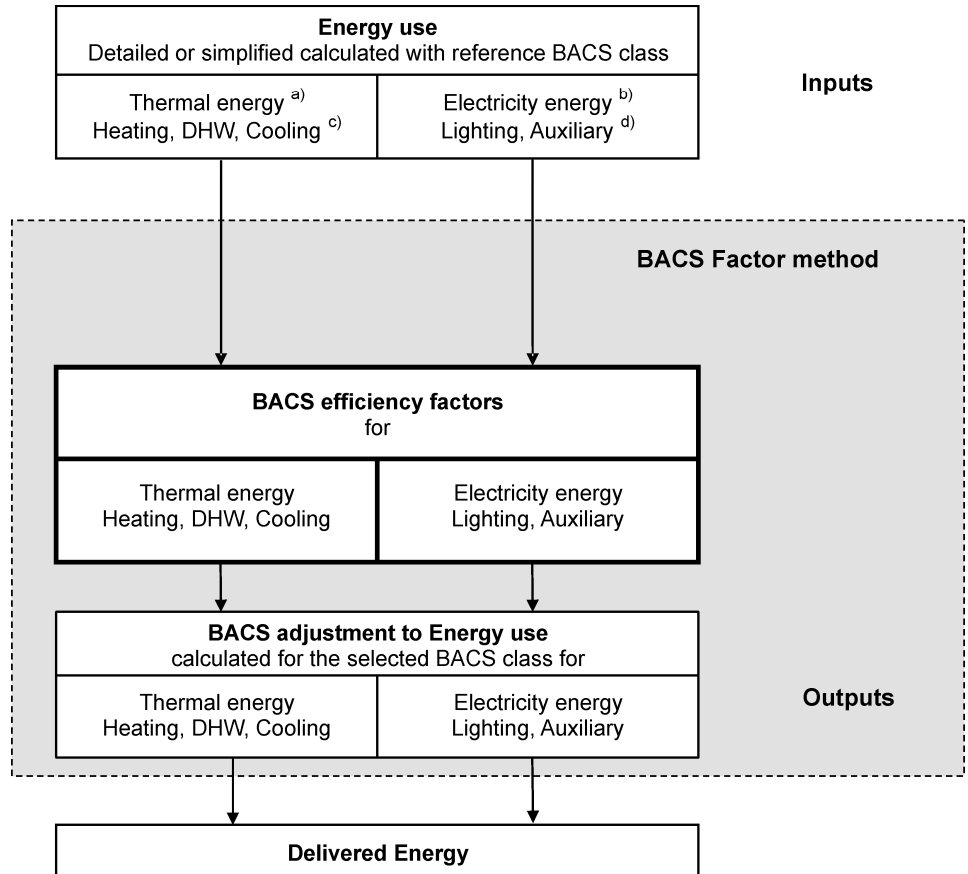 Energy use
Detailed or simplified calculated with reference BACS class
Inputs
Thermal energy a)
Heating, DHW, Cooling c)
Electricity energy b)
Lighting, Auxiliary d)
BACS Factor method
BACS efficiency factors
for
Thermal energy
Heating, DHW, Cooling
Electricity energy
Lighting, Auxiliary
BACS adjustment to Energy use
calculated for the selected BACS class for
Thermal energy
Heating, DHW, Cooling
Electricity energy
Lighting, Auxiliary
Outputs
Delivered Energy